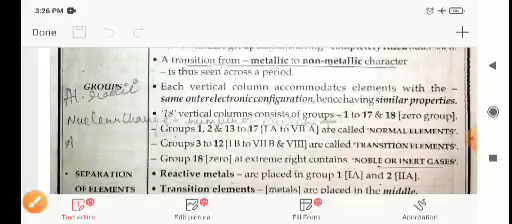 3:26 PM
Done
• A transition from – metallic to non-metallic character
– is thus seen across a period.
GROUPS • Each vertical column accommodates elements with the –
same outer electronic configuration, hence having similar properties.
• '18' vertical columns consists of groups – 1 to 17 & 18 [zero group].
– Groups 1, 2 & 13 to 17 [I A to VII A] are called 'NORMAL ELEMENTS'.
– Groups 3 to 12 [I B to VII B & VIII] are called 'TRANSITION ELEMENTS'.
– Group 18 [zero] at extreme right contains 'NOBLE OR INERT GASES'.
• SEPARATION • Reactive metals – are placed in group 1 [IA] and 2 [IIA].
OF ELEMENTS • Transition elements – [metals] are placed in the middle.
Text editor Edit picture Fill Form Annotation